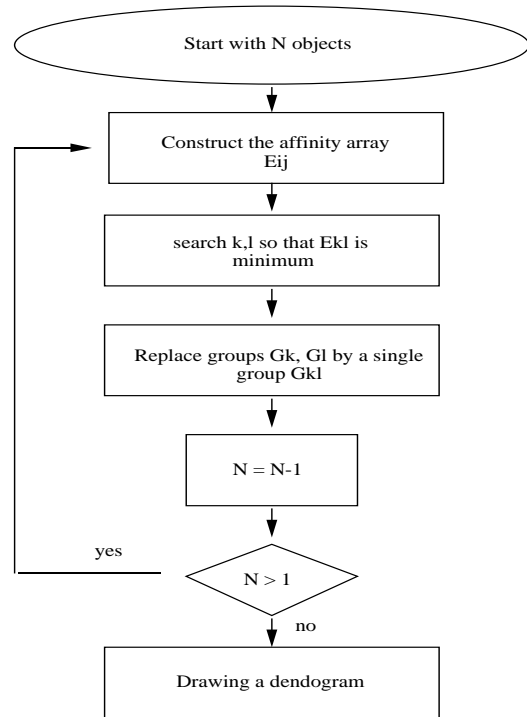 Start with N objects
Construct the affinity array
Eij
search k,l so that Ekl is
minimum
Replace groups Gk, Gl by a single
group Gkl
N = N-1
yes
N > 1
no
Drawing a dendogram